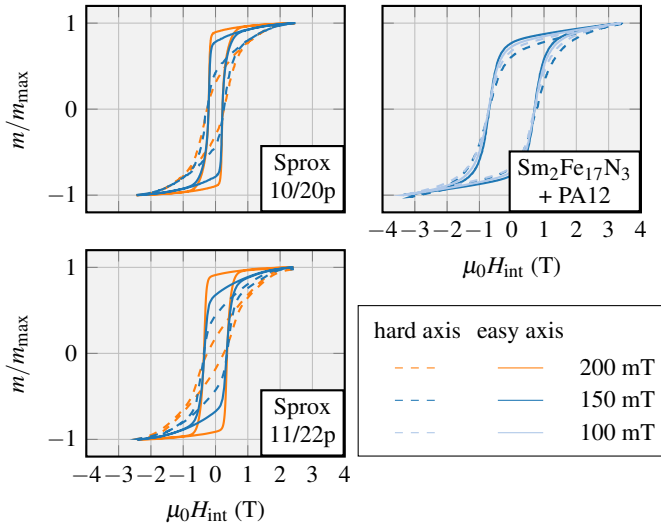 1
0
−1
m/m_max
Sprox
10/20p
Sm₂Fe₁₇N₃
+ PA12
−4 −3 −2 −1 0 1 2 3 4
μ₀H_int (T)
1
0
−1
m/m_max
Sprox
11/22p
−4 −3 −2 −1 0 1 2 3 4
μ₀H_int (T)
hard axis easy axis
200 mT
150 mT
100 mT